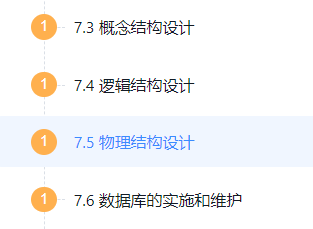 1 7.3 概念结构设计
1 7.4 逻辑结构设计
1 7.5 物理结构设计
1 7.6 数据库的实施和维护